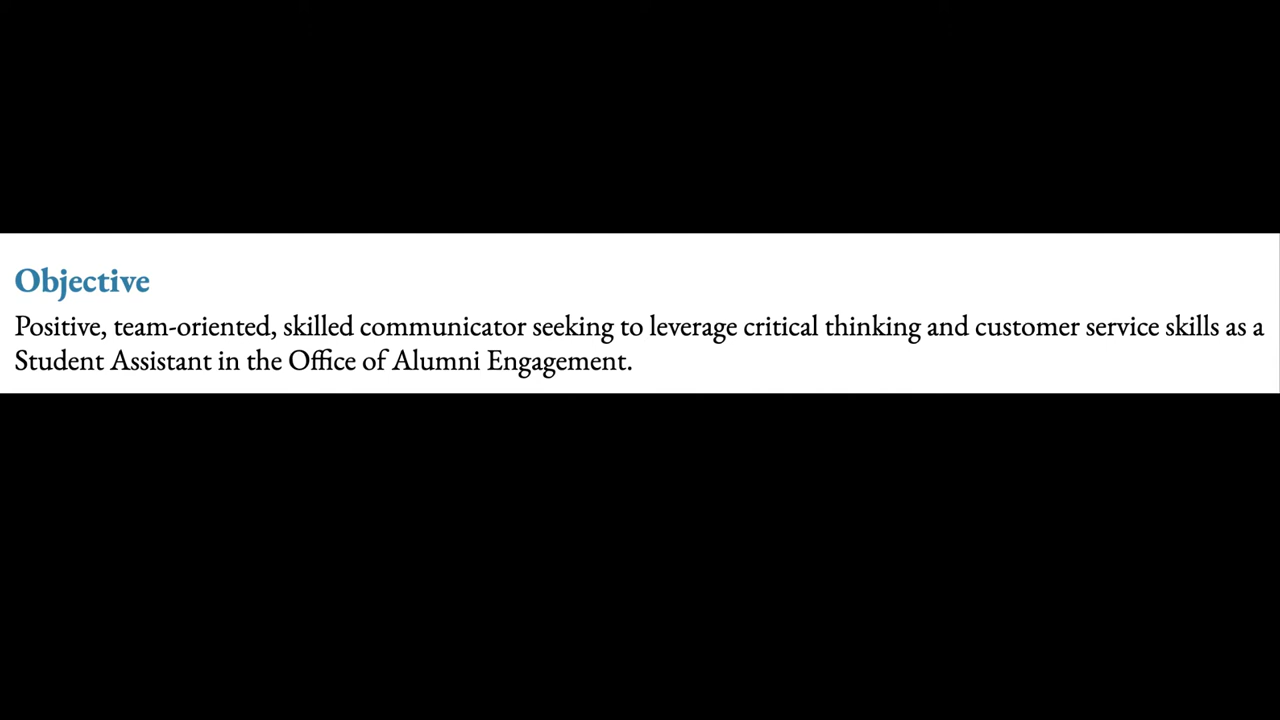 Objective
Positive, team-oriented, skilled communicator seeking to leverage critical thinking and customer service skills as a
Student Assistant in the Office of Alumni Engagement.